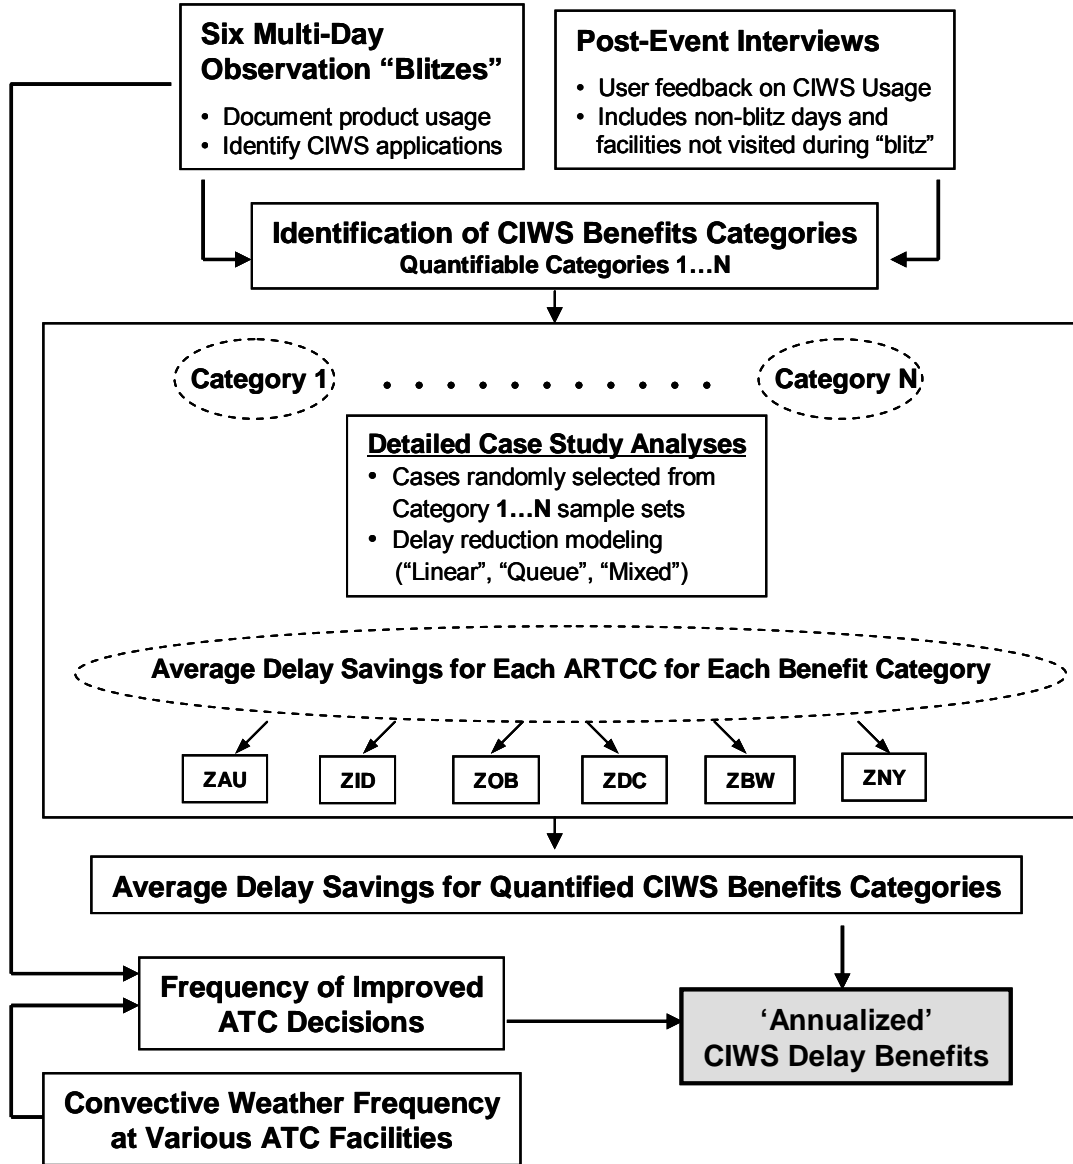 Six Multi-Day
Observation “Blitzes”
• Document product usage
• Identify CIWS applications
Post-Event Interviews
• User feedback on CIWS Usage
• Includes non-blitz days and
facilities not visited during “blitz”
Identification of CIWS Benefits Categories
Quantifiable Categories 1...N
Category 1 . . . . . . . . . . . Category N
Detailed Case Study Analyses
• Cases randomly selected from
Category 1...N sample sets
• Delay reduction modeling
(“Linear”, “Queue”, “Mixed”)
Average Delay Savings for Each ARTCC for Each Benefit Category
ZAU ZID ZOB ZDC ZBW ZNY
Average Delay Savings for Quantified CIWS Benefits Categories
Frequency of Improved
ATC Decisions
‘Annualized’
CIWS Delay Benefits
Convective Weather Frequency
at Various ATC Facilities